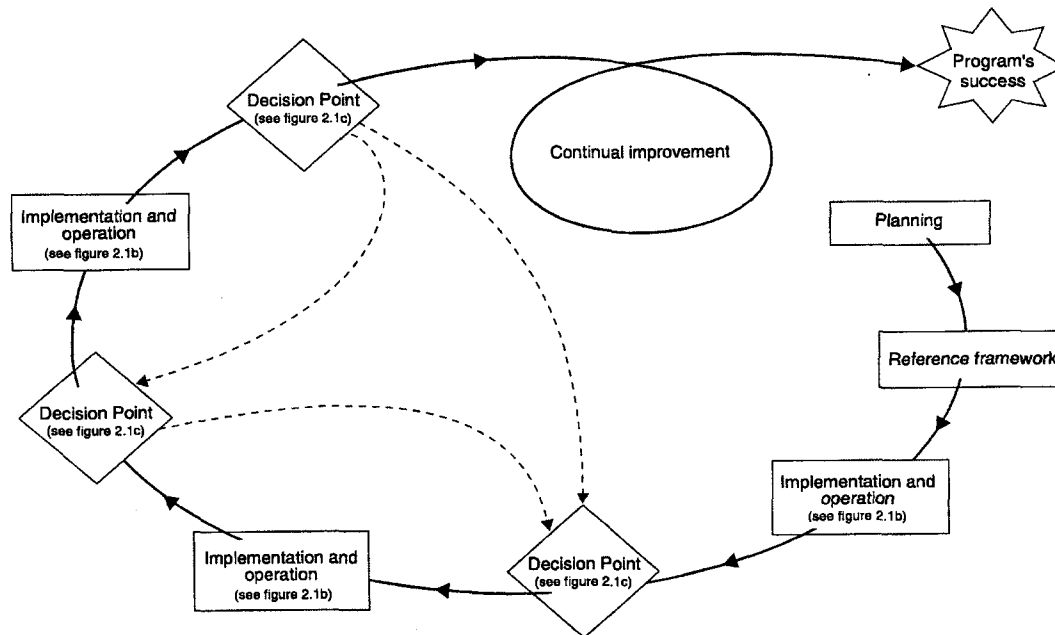 Program's
success
Decision Point
(see figure 2.1c)
Continual improvement
Implementation and
operation
(see figure 2.1b)
Planning
Reference framework
Decision Point
(see figure 2.1c)
Implementation and
operation
(see figure 2.1b)
Implementation and
operation
(see figure 2.1b)
Decision Point
(see figure 2.1c)